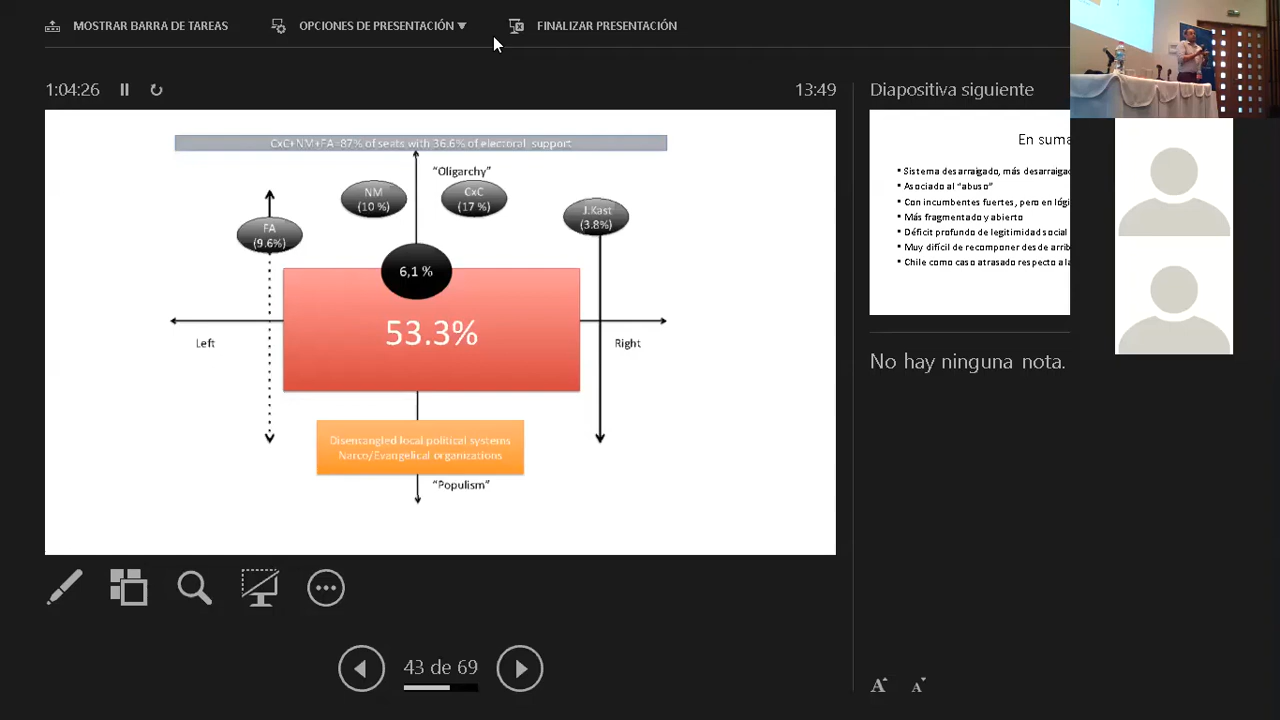 MOSTRAR BARRA DE TAREAS
OPCIONES DE PRESENTACIÓN
FINALIZAR PRESENTACIÓN
1:04:26
13:49
CxC+NM+FA=87% of seats with 36.6% of electoral support
"Oligarchy"
NM
(10 %)
CxC
(17 %)
J.Kast
(3.8%)
FA
(9.6%)
6,1 %
53.3%
Left
Right
Disentangled local political systems
Narco/Evangelical organizations
"Populism"
43 de 69
Diapositiva siguiente
En suma
• Sistema desarraigado, más desarraigad
• Asociado al "abuso"
• Con incumbentes fuertes, pero en lógi
• Más fragmentado y abierto
• Déficit profundo de legitimidad social
• Muy difícil de recomponer desde arrib
• Chile como caso atrasado respecto a la
No hay ninguna nota.
A A